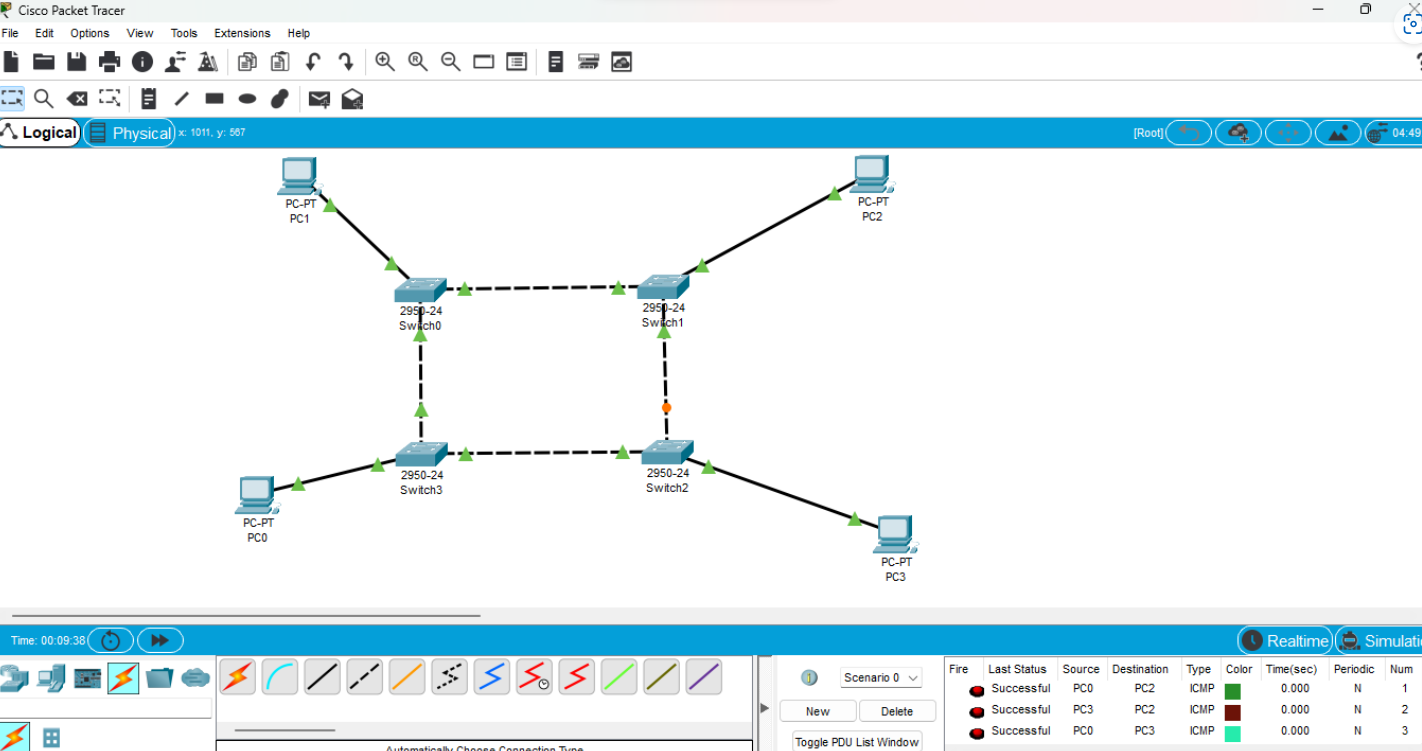 Cisco Packet Tracer
File Edit Options View Tools Extensions Help
Logical Physical x: 1011, y: 567 [Root] 04:49
PC-PT
PC1
PC-PT
PC2
2950-24
Switch0
2950-24
Switch1
2950-24
Switch3
2950-24
Switch2
PC-PT
PC0
PC-PT
PC3
Time: 00:09:38 Realtime Simulati
Scenario 0
New Delete
Toggle PDU List Window
Fire Last Status Source Destination Type Color Time(sec) Periodic Num
Successful PC0 PC2 ICMP 0.000 N 1
Successful PC3 PC2 ICMP 0.000 N 2
Successful PC0 PC3 ICMP 0.000 N 3
Automatically Choose Connection Type